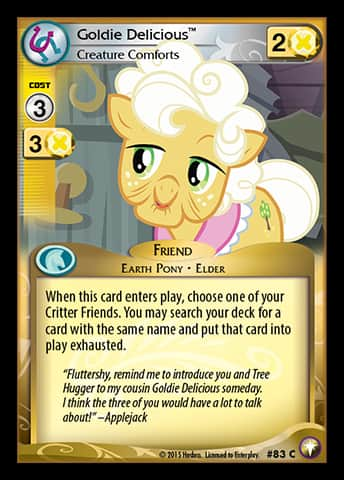 Goldie Delicious™
Creature Comforts
2
COST
3
3
FRIEND
EARTH PONY • ELDER
When this card enters play, choose one of your
Critter Friends. You may search your deck for a
card with the same name and put that card into
play exhausted.
“Fluttershy, remind me to introduce you and Tree
Hugger to my cousin Goldie Delicious someday.
I think the three of you would have a lot to talk
about!” –Applejack
© 2015 Hasbro. Licensed to Enterplay. #83 C